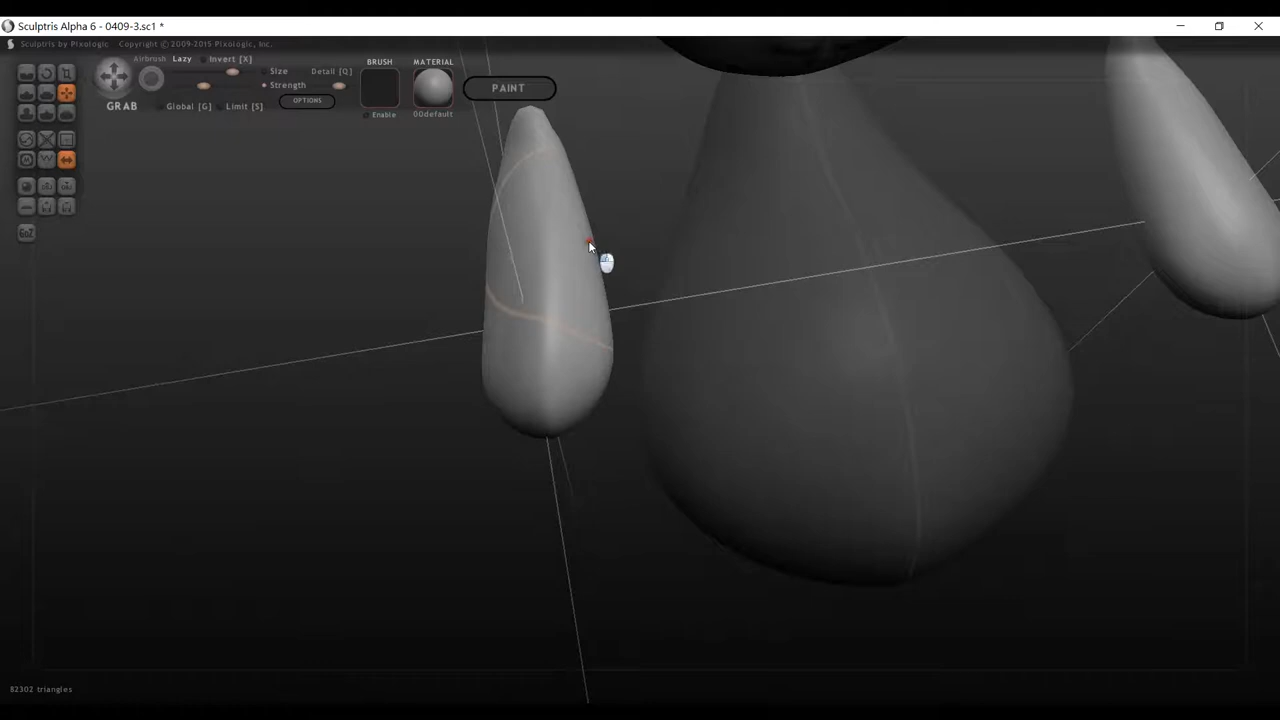 Sculptris Alpha 6 - 0409-3.sc1 *
Sculptris by Pixologic Copyright © 2009-2015 Pixologic, Inc.
Airbrush Lazy Invert [X]
Size Detail [Q]
Strength
GRAB Global [G] Limit [S] OPTIONS
BRUSH
Enable
MATERIAL
00default
PAINT
GoZ
82302 triangles